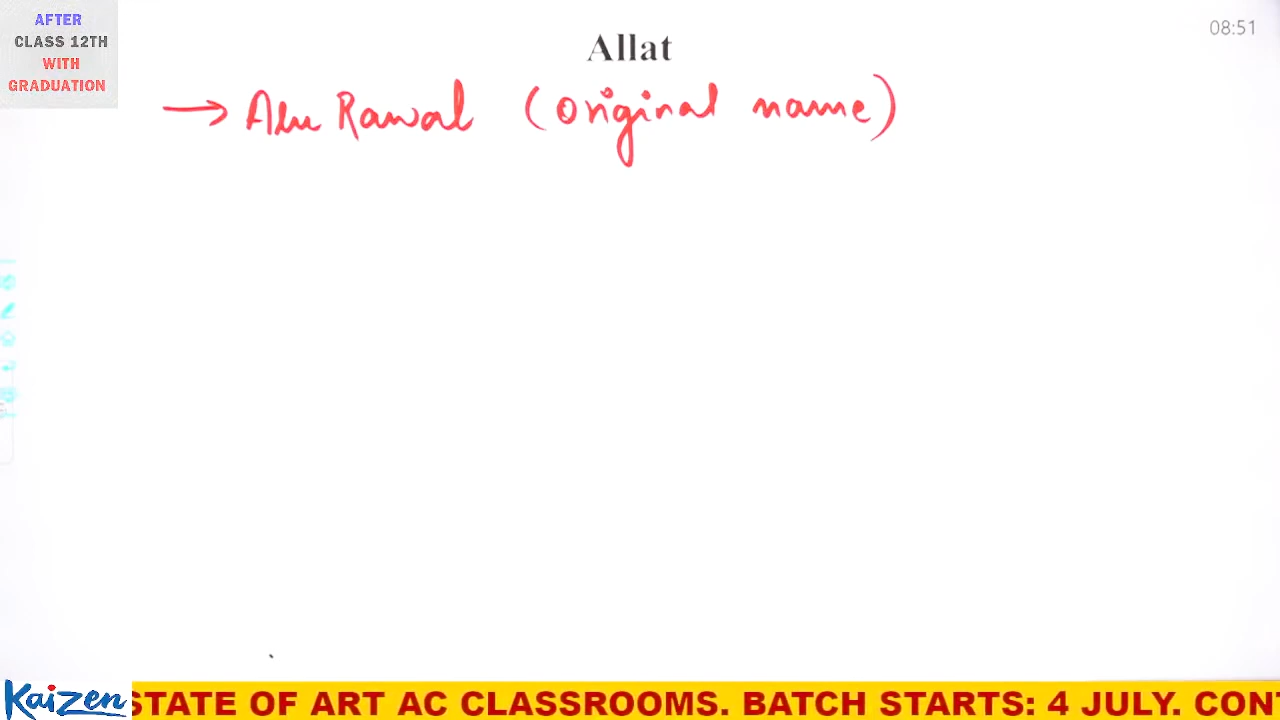 AFTER
CLASS 12TH
WITH
GRADUATION
08:51
Allat
→ Alu Rawal (original name)
Kaizen
STATE OF ART AC CLASSROOMS. BATCH STARTS: 4 JULY. CON